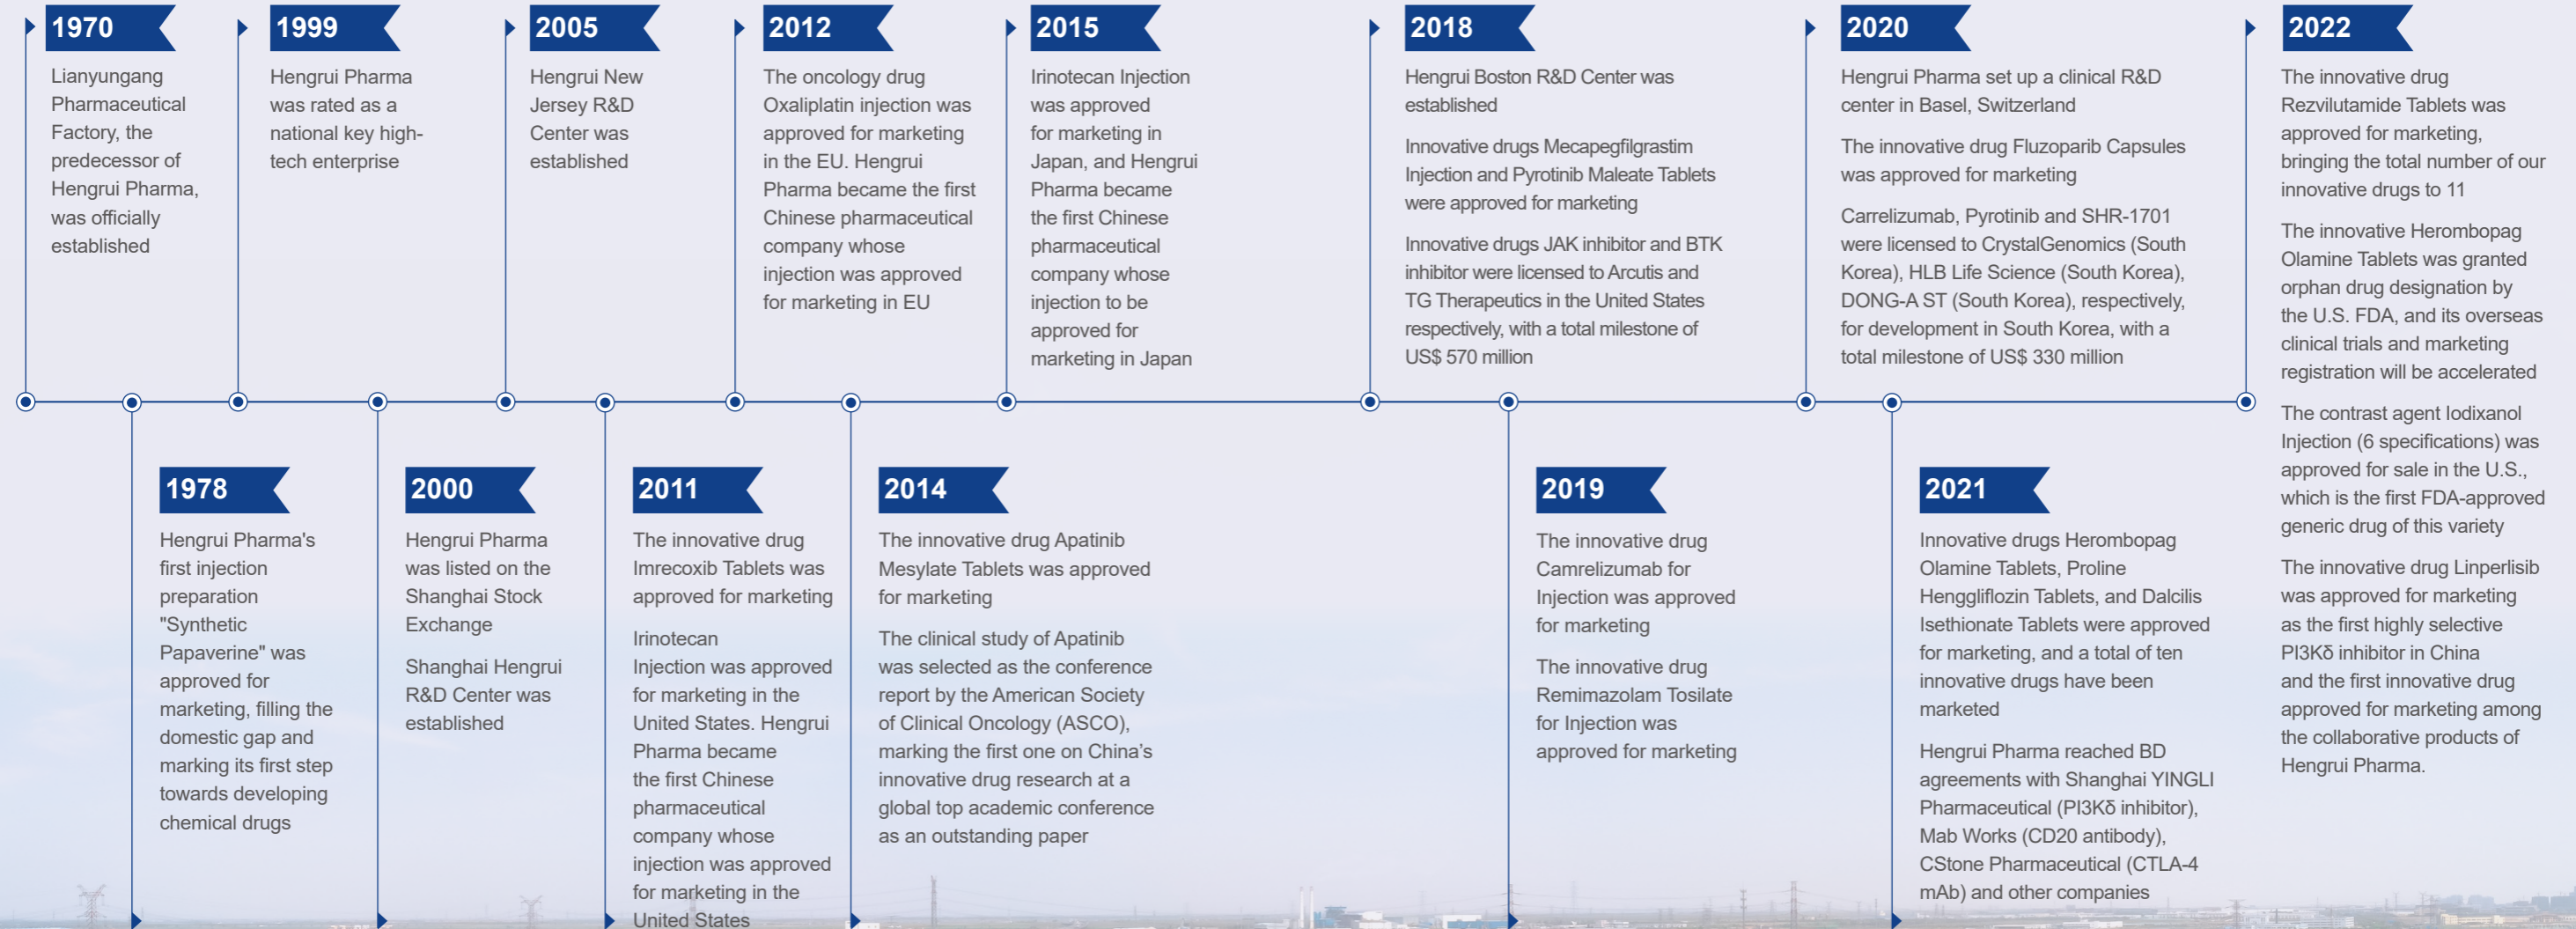 1970
Lianyungang
Pharmaceutical
Factory, the
predecessor of
Hengrui Pharma,
was officially
established
1978
Hengrui Pharma's
first injection
preparation
"Synthetic
Papaverine" was
approved for
marketing, filling the
domestic gap and
marking its first step
towards developing
chemical drugs
1999
Hengrui Pharma
was rated as a
national key high-
tech enterprise
2000
Hengrui Pharma
was listed on the
Shanghai Stock
Exchange
Shanghai Hengrui
R&D Center was
established
2005
Hengrui New
Jersey R&D
Center was
established
2011
The innovative drug
Imrecoxib Tablets was
approved for marketing
Irinotecan
Injection was approved
for marketing in the
United States. Hengrui
Pharma became
the first Chinese
pharmaceutical
company whose
injection was approved
for marketing in the
United States
2012
The oncology drug
Oxaliplatin injection was
approved for marketing
in the EU. Hengrui
Pharma became the first
Chinese pharmaceutical
company whose
injection was approved
for marketing in EU
2014
The innovative drug Apatinib
Mesylate Tablets was approved
for marketing
The clinical study of Apatinib
was selected as the conference
report by the American Society
of Clinical Oncology (ASCO),
marking the first one on China’s
innovative drug research at a
global top academic conference
as an outstanding paper
2015
Irinotecan Injection
was approved
for marketing in
Japan, and Hengrui
Pharma became
the first Chinese
pharmaceutical
company whose
injection to be
approved for
marketing in Japan
2018
Hengrui Boston R&D Center was
established
Innovative drugs Mecapegfilgrastim
Injection and Pyrotinib Maleate Tablets
were approved for marketing
Innovative drugs JAK inhibitor and BTK
inhibitor were licensed to Arcutis and
TG Therapeutics in the United States
respectively, with a total milestone of
US$ 570 million
2019
The innovative drug
Camrelizumab for
Injection was approved
for marketing
The innovative drug
Remimazolam Tosilate
for Injection was
approved for marketing
2020
Hengrui Pharma set up a clinical R&D
center in Basel, Switzerland
The innovative drug Fluzoparib Capsules
was approved for marketing
Carrelizumab, Pyrotinib and SHR-1701
were licensed to CrystalGenomics (South
Korea), HLB Life Science (South Korea),
DONG-A ST (South Korea), respectively,
for development in South Korea, with a
total milestone of US$ 330 million
2021
Innovative drugs Herombopag
Olamine Tablets, Proline
Henggliflozin Tablets, and Dalcilis
Isethionate Tablets were approved
for marketing, and a total of ten
innovative drugs have been
marketed
Hengrui Pharma reached BD
agreements with Shanghai YINGLI
Pharmaceutical (PI3Kδ inhibitor),
Mab Works (CD20 antibody),
CStone Pharmaceutical (CTLA-4
mAb) and other companies
2022
The innovative drug
Rezvilutamide Tablets was
approved for marketing,
bringing the total number of our
innovative drugs to 11
The innovative Herombopag
Olamine Tablets was granted
orphan drug designation by
the U.S. FDA, and its overseas
clinical trials and marketing
registration will be accelerated
The contrast agent Iodixanol
Injection (6 specifications) was
approved for sale in the U.S.,
which is the first FDA-approved
generic drug of this variety
The innovative drug Linperlisib
was approved for marketing
as the first highly selective
PI3Kδ inhibitor in China
and the first innovative drug
approved for marketing among
the collaborative products of
Hengrui Pharma.